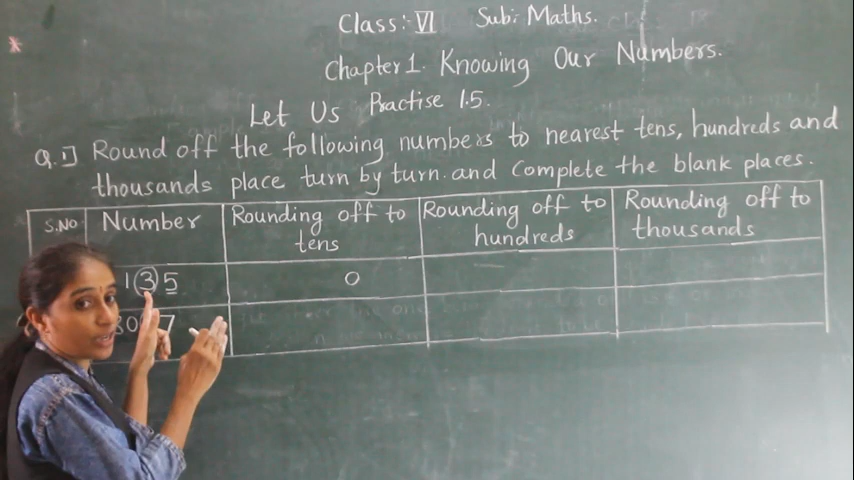 Class: VI Sub: Maths.
Chapter 1. Knowing Our Numbers.
Let Us Practise 1.5.
Q.1] Round off the following numbers to nearest tens, hundreds and
thousands place turn by turn and complete the blank places.
S.NO Number Rounding off to tens Rounding off to hundreds Rounding off to thousands
135 0